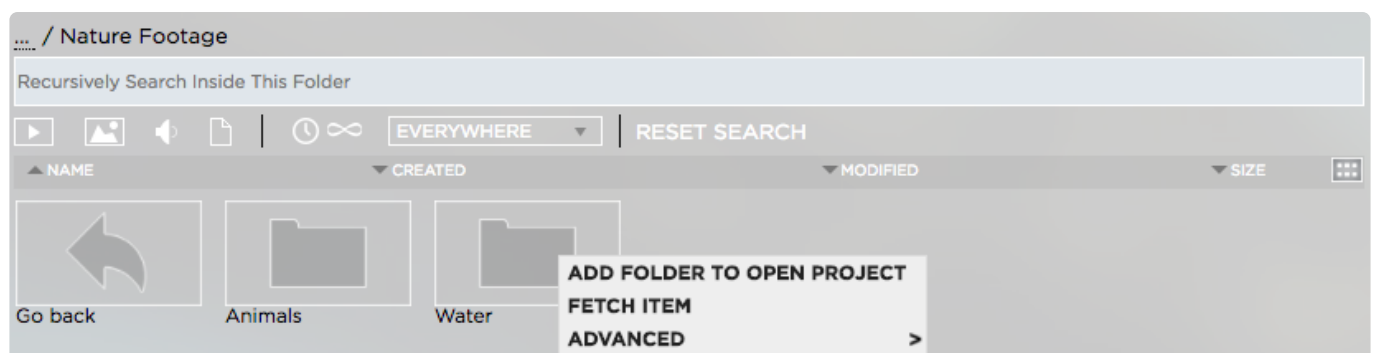 ... / Nature Footage
Recursively Search Inside This Folder
EVERYWHERE RESET SEARCH
NAME CREATED MODIFIED SIZE
Go back Animals Water
ADD FOLDER TO OPEN PROJECT
FETCH ITEM
ADVANCED >